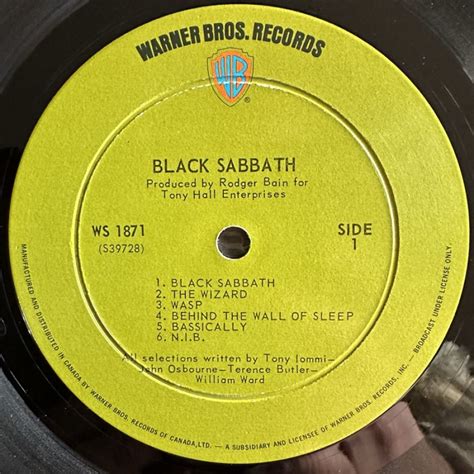 WARNER BROS. RECORDS
WB
®
BLACK SABBATH
Produced by Rodger Bain for
Tony Hall Enterprises
WS 1871
(S39728)
SIDE
1
1. BLACK SABBATH
2. THE WIZARD
3. WASP
4. BEHIND THE WALL OF SLEEP
5. BASSICALLY
6. N.I.B.
All selections written by Tony Iommi-
John Osbourne-Terence Butler-
William Ward
MANUFACTURED AND DISTRIBUTED IN CANADA BY WARNER BROS. RECORDS OF CANADA, LTD. — A SUBSIDIARY AND LICENSEE OF WARNER BROS. RECORDS, INC. / BROADCAST UNDER LICENSE ONLY